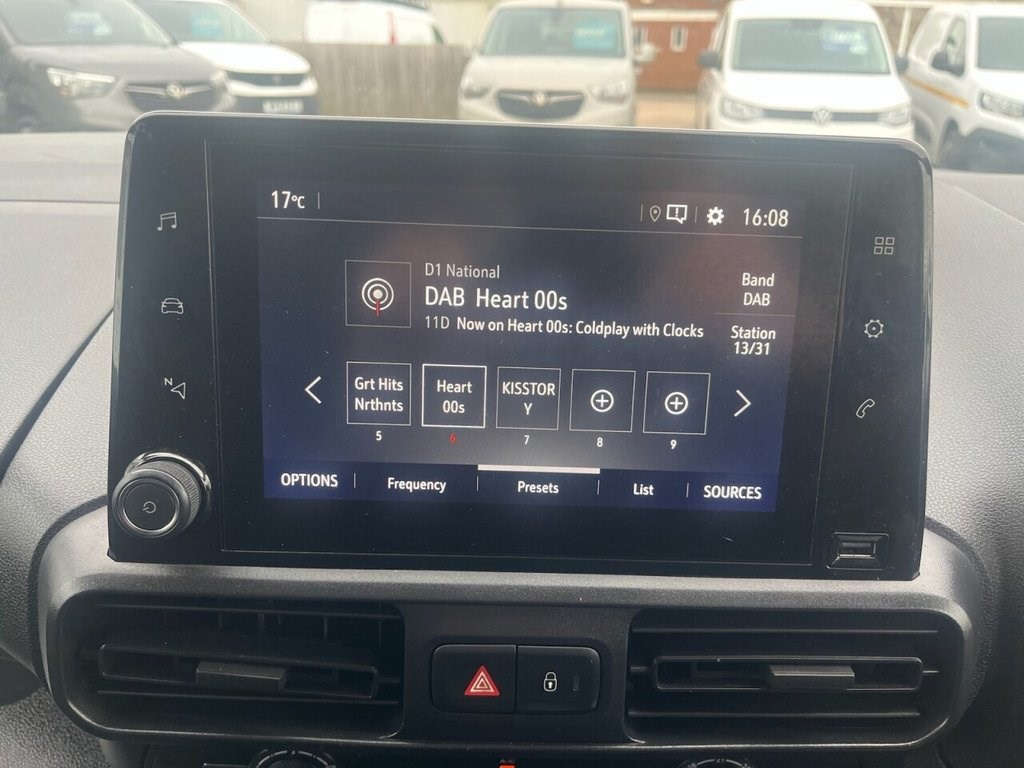 17°C
16:08
D1 National
DAB Heart 00s
11D Now on Heart 00s: Coldplay with Clocks
Band
DAB
Station
13/31
Grt Hits
Nrthnts
Heart
00s
KISSTOR
Y
5
6
7
8
9
OPTIONS
Frequency
Presets
List
SOURCES
N